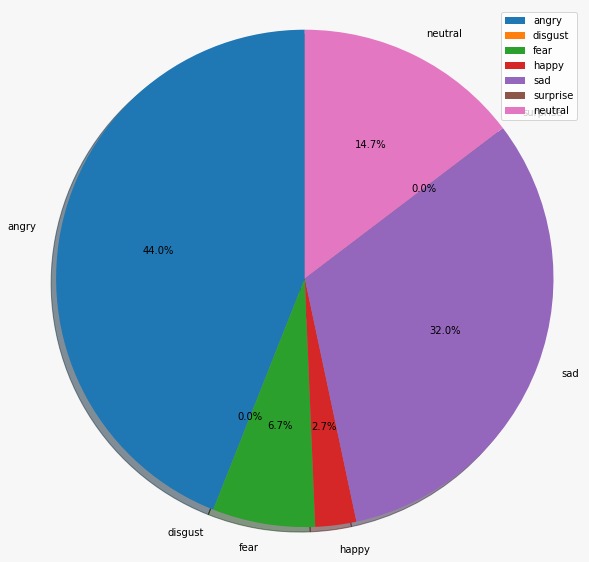 neutral
angry
disgust
fear
happy
sad
surprise
neutral
surprise
14.7%
0.0%
angry
44.0%
32.0%
sad
0.0%
6.7%
2.7%
disgust
fear
happy